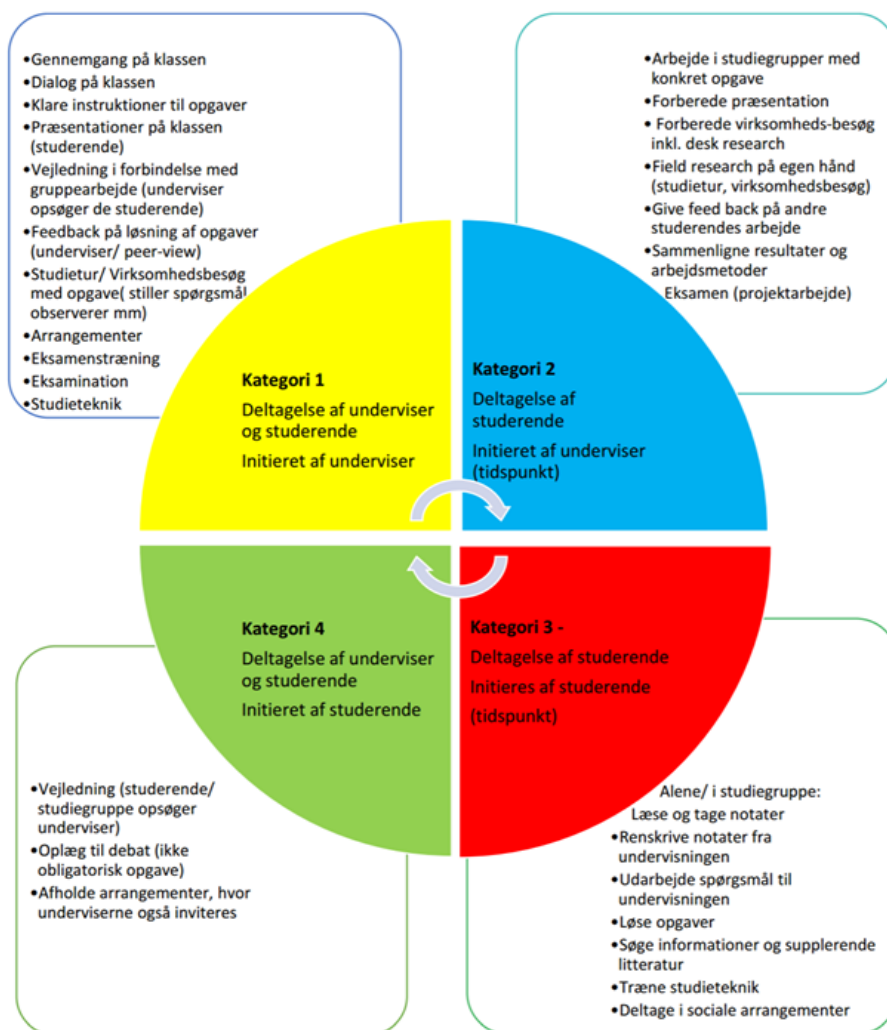 •Gennemgang på klassen
•Dialog på klassen
•Klare instruktioner til opgaver
•Præsentationer på klassen
(studerende)
•Vejledning i forbindelse med
gruppearbejde (underviser
opsøger de studerende)
•Feedback på løsning af opgaver
(underviser/ peer-view)
•Studietur/ Virksomhedsbesøg
med opgave( stiller spørgsmål
observerer mm)
•Arrangementer
•Eksamenstræning
•Eksamination
•Studieteknik
•Arbejde i studiegrupper med
konkret opgave
•Forberede præsentation
• Forberede virksomheds-besøg
inkl. desk research
•Field research på egen hånd
(studietur, virksomhedsbesøg)
•Give feed back på andre
studerendes arbejde
•Sammenligne resultater og
arbejdsmetoder
Eksamen (projektarbejde)
Kategori 1
Deltagelse af underviser
og studerende
Initieret af underviser
Kategori 2
Deltagelse af
studerende
Initieret af underviser
(tidspunkt)
Kategori 4
Deltagelse af underviser
og studerende
Initieret af studerende
Kategori 3 -
Deltagelse af studerende
Initieres af studerende
(tidspunkt)
•Vejledning (studerende/
studiegruppe opsøger
underviser)
•Oplæg til debat (ikke
obligatorisk opgave)
•Afholde arrangementer, hvor
underviserne også inviteres
Alene/ i studiegruppe:
Læse og tage notater
•Renskrive notater fra
undervisningen
•Udarbejde spørgsmål til
undervisningen
•Løse opgaver
•Søge informationer og supplerende
litteratur
•Træne studieteknik
•Deltage i sociale arrangementer